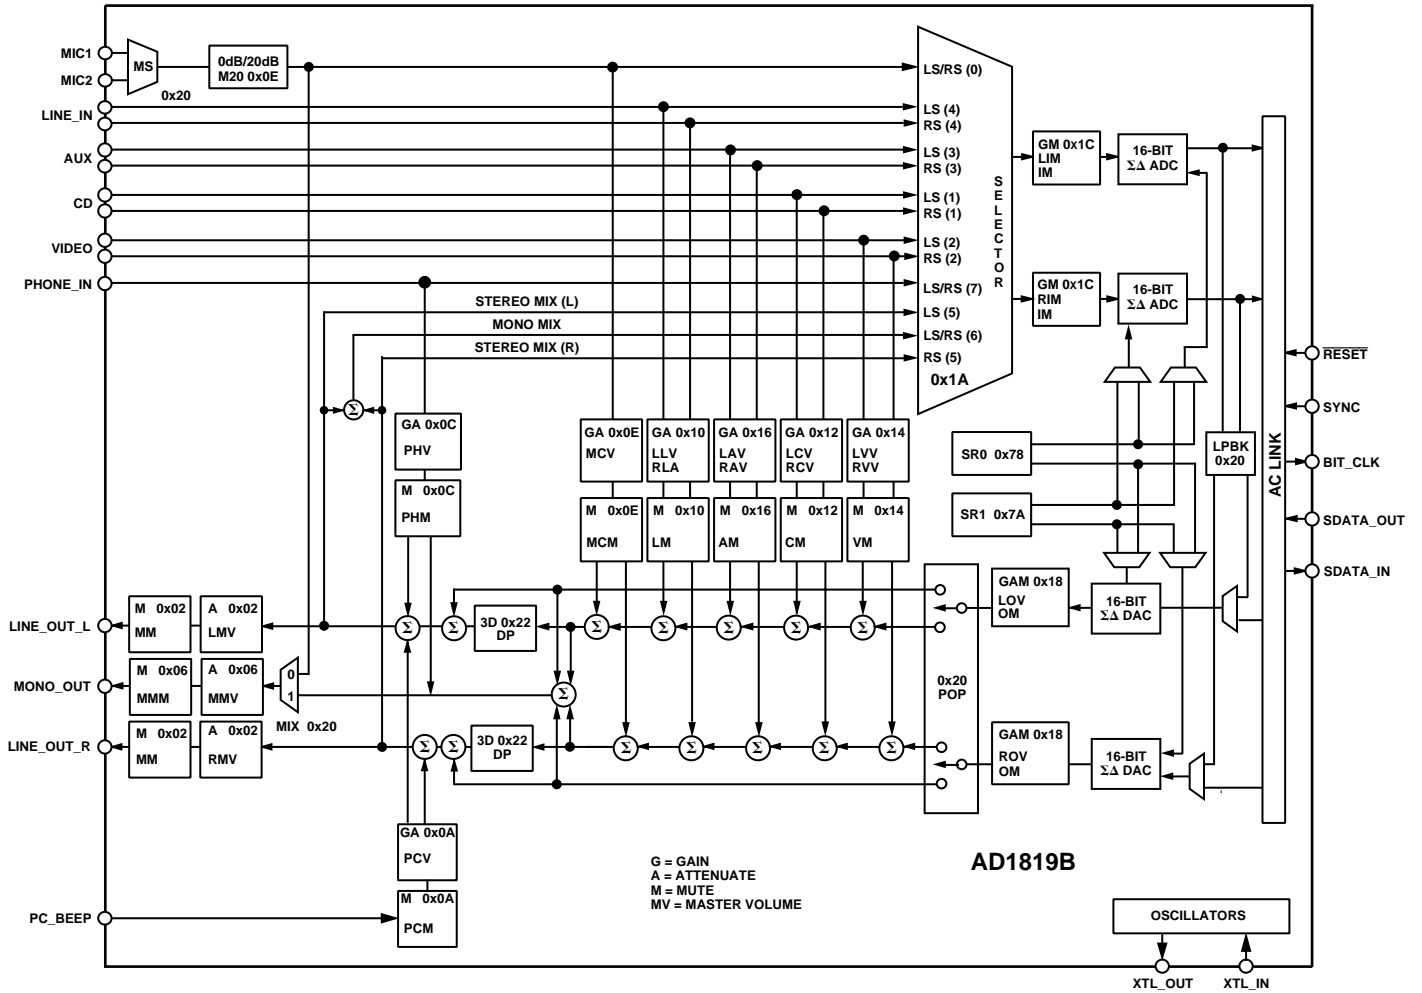 MIC1
MIC2
MS
0x20
0dB/20dB
M20 0x0E
LINE_IN
AUX
CD
VIDEO
PHONE_IN
STEREO MIX (L)
MONO MIX
STEREO MIX (R)
LS/RS (0)
LS (4)
RS (4)
LS (3)
RS (3)
LS (1)
RS (1)
LS (2)
RS (2)
LS/RS (7)
LS (5)
LS/RS (6)
RS (5)
0x1A
SELECTOR
GM 0x1C
LIM
IM
16-BIT
ΣΔ ADC
GM 0x1C
RIM
IM
16-BIT
ΣΔ ADC
RESET
SYNC
BIT_CLK
SDATA_OUT
SDATA_IN
AC LINK
LPBK
0x20
SR0 0x78
SR1 0x7A
Σ
GA 0x0C
PHV
M 0x0C
PHM
GA 0x0E
MCV
GA 0x10
LLV
RLA
GA 0x16
LAV
RAV
GA 0x12
LCV
RCV
GA 0x14
LVV
RVV
M 0x0E
MCM
M 0x10
LM
M 0x16
AM
M 0x12
CM
M 0x14
VM
LINE_OUT_L
M 0x02
MM
A 0x02
LMV
Σ
Σ
3D 0x22
DP
Σ
Σ
Σ
Σ
Σ
GAM 0x18
LOV
OM
16-BIT
ΣΔ DAC
MONO_OUT
M 0x06
MMM
A 0x06
MMV
0
1
MIX 0x20
Σ
0x20
POP
LINE_OUT_R
M 0x02
MM
A 0x02
RMV
Σ
Σ
3D 0x22
DP
Σ
Σ
Σ
Σ
Σ
GAM 0x18
ROV
OM
16-BIT
ΣΔ DAC
GA 0x0A
PCV
M 0x0A
PCM
PC_BEEP
G = GAIN
A = ATTENUATE
M = MUTE
MV = MASTER VOLUME
AD1819B
OSCILLATORS
XTL_OUT
XTL_IN